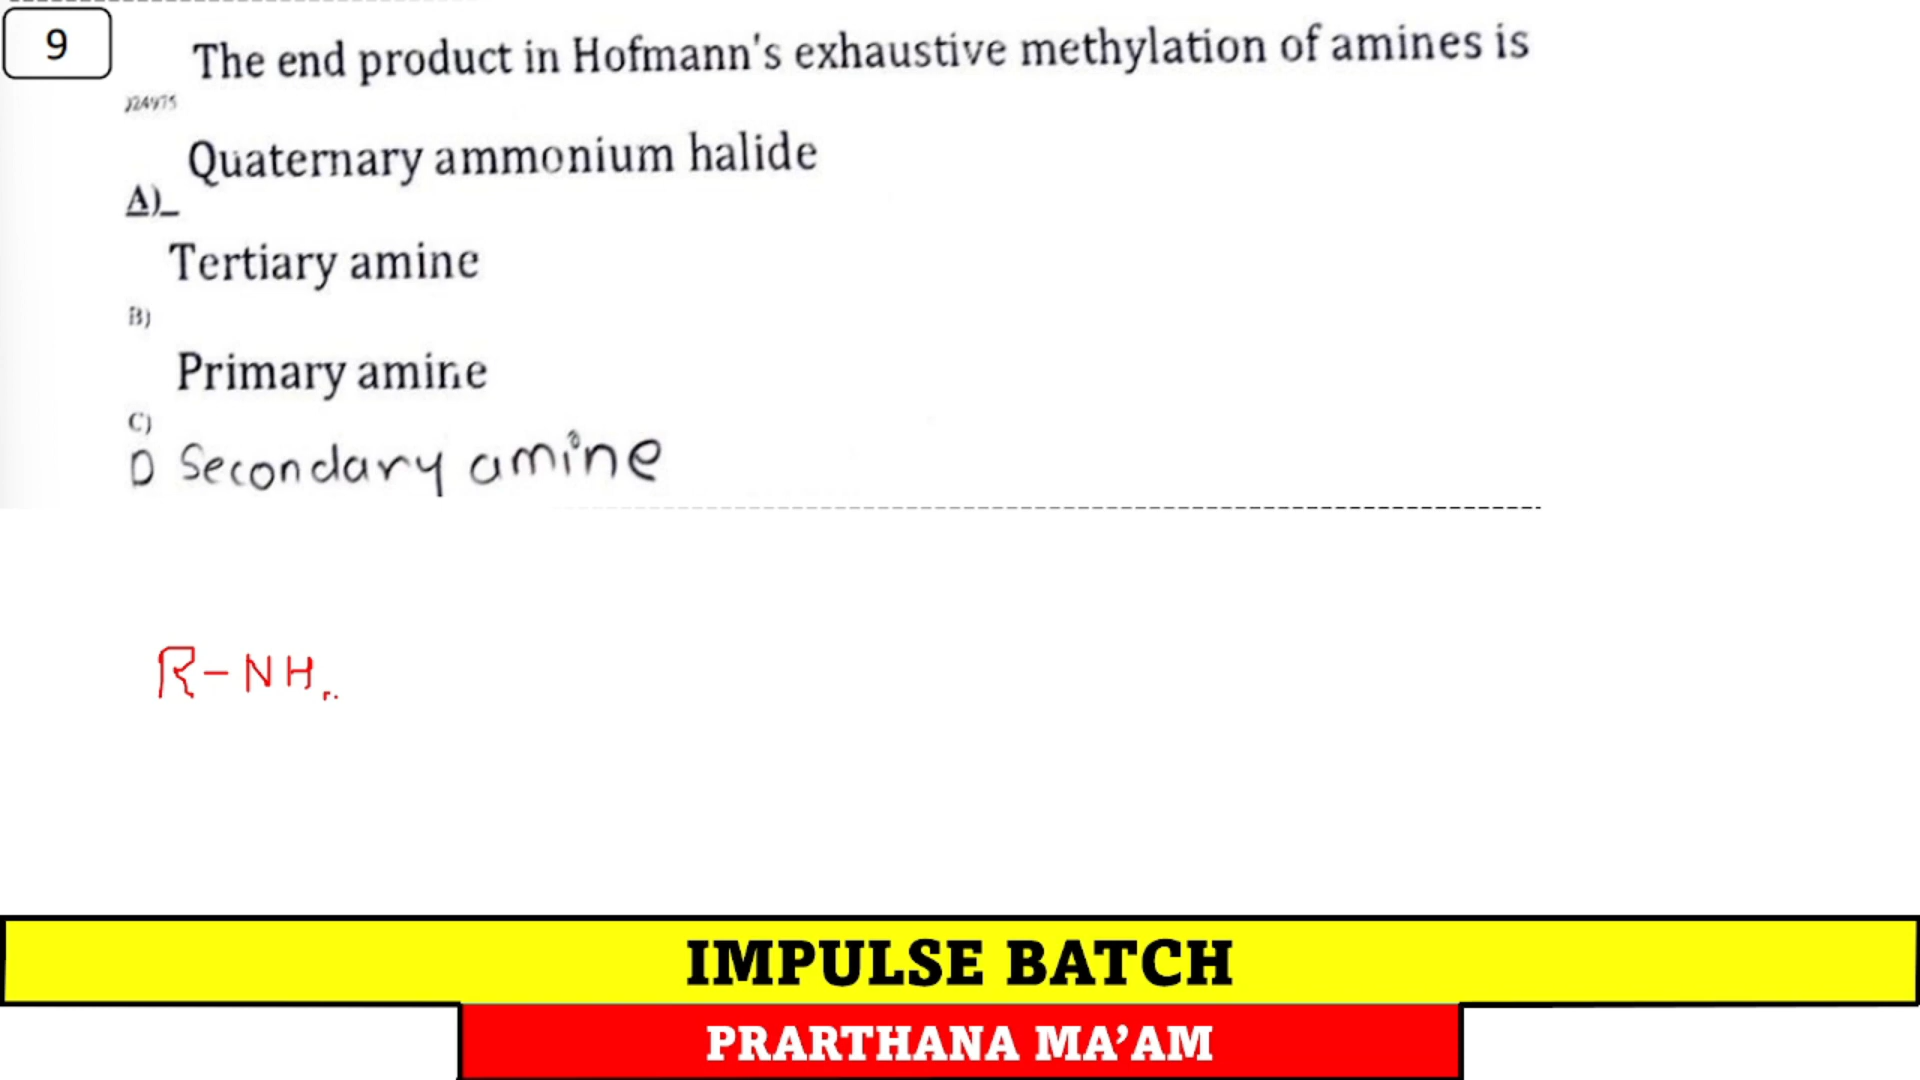 9
The end product in Hofmann's exhaustive methylation of amines is
Quaternary ammonium halide
A)_
Tertiary amine
B)
Primary amine
C)
D Secondary amine
R-NH
IMPULSE BATCH
PRARTHANA MA'AM